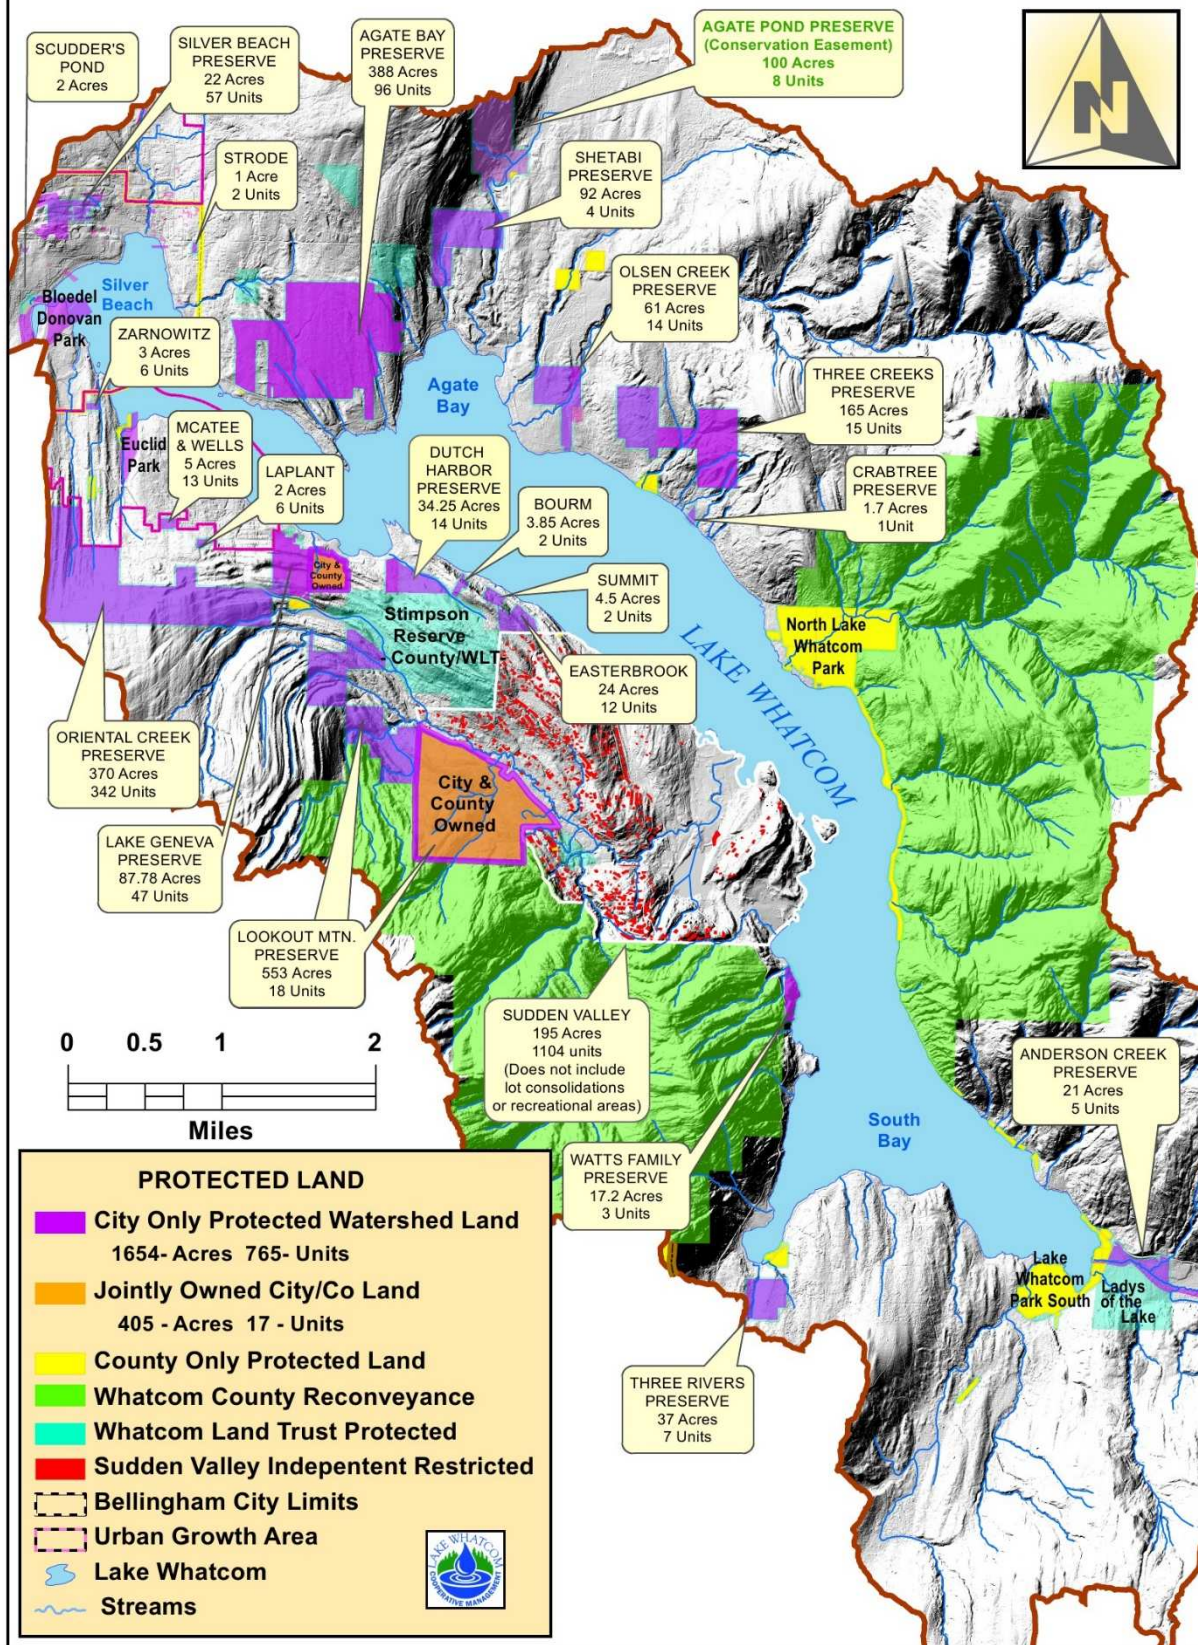 SCUDDER'S
POND
2 Acres
SILVER BEACH
PRESERVE
22 Acres
57 Units
AGATE BAY
PRESERVE
388 Acres
96 Units
AGATE POND PRESERVE
(Conservation Easement)
100 Acres
8 Units
N
STRODE
1 Acre
2 Units
SHETABI
PRESERVE
92 Acres
4 Units
OLSEN CREEK
PRESERVE
61 Acres
14 Units
Silver
Beach
Bloedel
Donovan
Park
ZARNOWITZ
3 Acres
6 Units
Agate
Bay
THREE CREEKS
PRESERVE
165 Acres
15 Units
Euclid
Park
MCATEE
& WELLS
5 Acres
13 Units
LAPLANT
2 Acres
6 Units
DUTCH
HARBOR
PRESERVE
34.25 Acres
14 Units
BOURM
3.85 Acres
2 Units
CRABTREE
PRESERVE
1.7 Acres
1Unit
City &
County
Owned
SUMMIT
4.5 Acres
2 Units
Stimpson
Reserve
- County/WLT-
EASTERBROOK
24 Acres
12 Units
LAKE WHATCOM
North Lake
Whatcom
Park
ORIENTAL CREEK
PRESERVE
370 Acres
342 Units
City &
County
Owned
LAKE GENEVA
PRESERVE
87.78 Acres
47 Units
LOOKOUT MTN.
PRESERVE
553 Acres
18 Units
SUDDEN VALLEY
195 Acres
1104 units
(Does not include
lot consolidations
or recreational areas)
0 0.5 1 2
Miles
ANDERSON CREEK
PRESERVE
21 Acres
5 Units
South
Bay
WATTS FAMILY
PRESERVE
17.2 Acres
3 Units
Lake
Whatcom
Park South
Ladys
of the
Lake
THREE RIVERS
PRESERVE
37 Acres
7 Units
PROTECTED LAND
City Only Protected Watershed Land
1654- Acres 765- Units
Jointly Owned City/Co Land
405 - Acres 17 - Units
County Only Protected Land
Whatcom County Reconveyance
Whatcom Land Trust Protected
Sudden Valley Indepentent Restricted
Bellingham City Limits
Urban Growth Area
Lake Whatcom
Streams
LAKE WHATCOM
COOPERATIVE MANAGEMENT